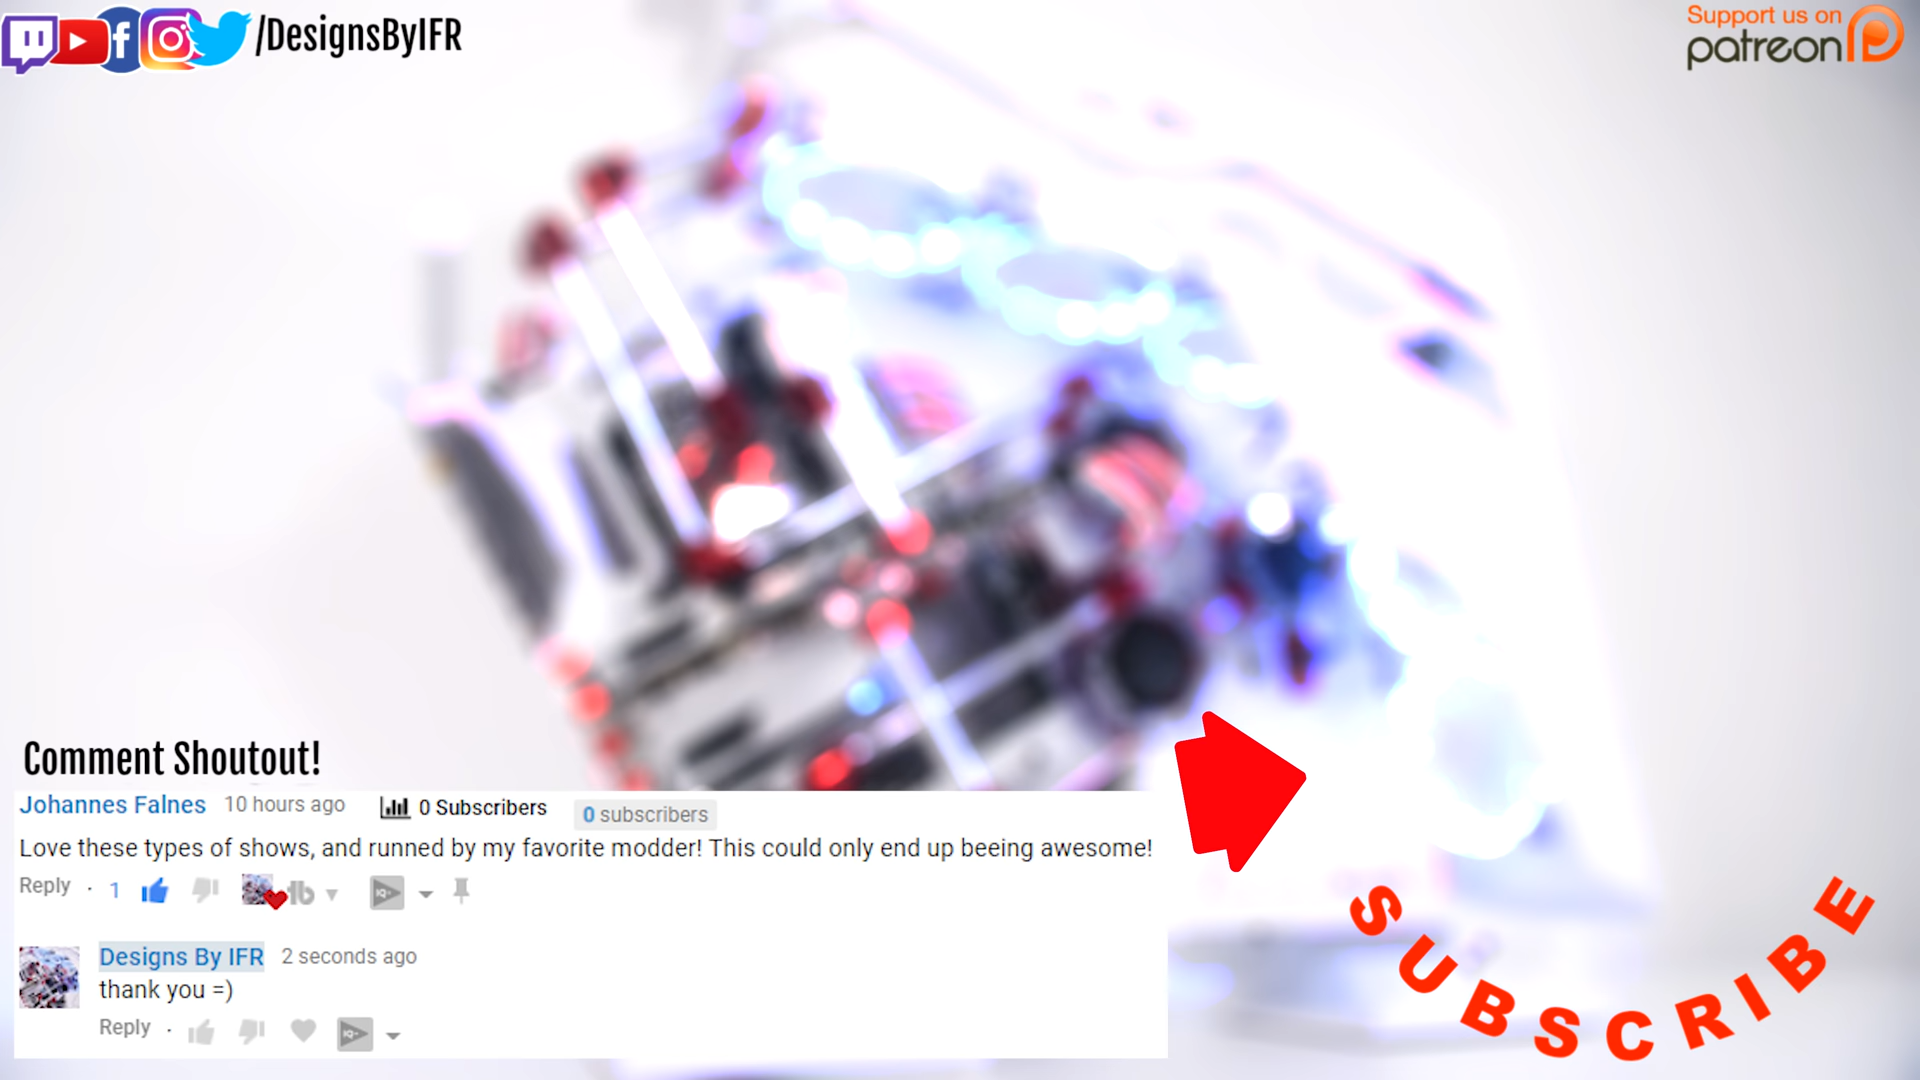 /DesignsByIFR
Support us on
patreon
Comment Shoutout!
Johannes Falnes 10 hours ago 0 Subscribers 0 subscribers
Love these types of shows, and runned by my favorite modder! This could only end up beeing awesome!
Reply · 1
Designs By IFR 2 seconds ago
thank you =)
Reply ·
SUBSCRIBE